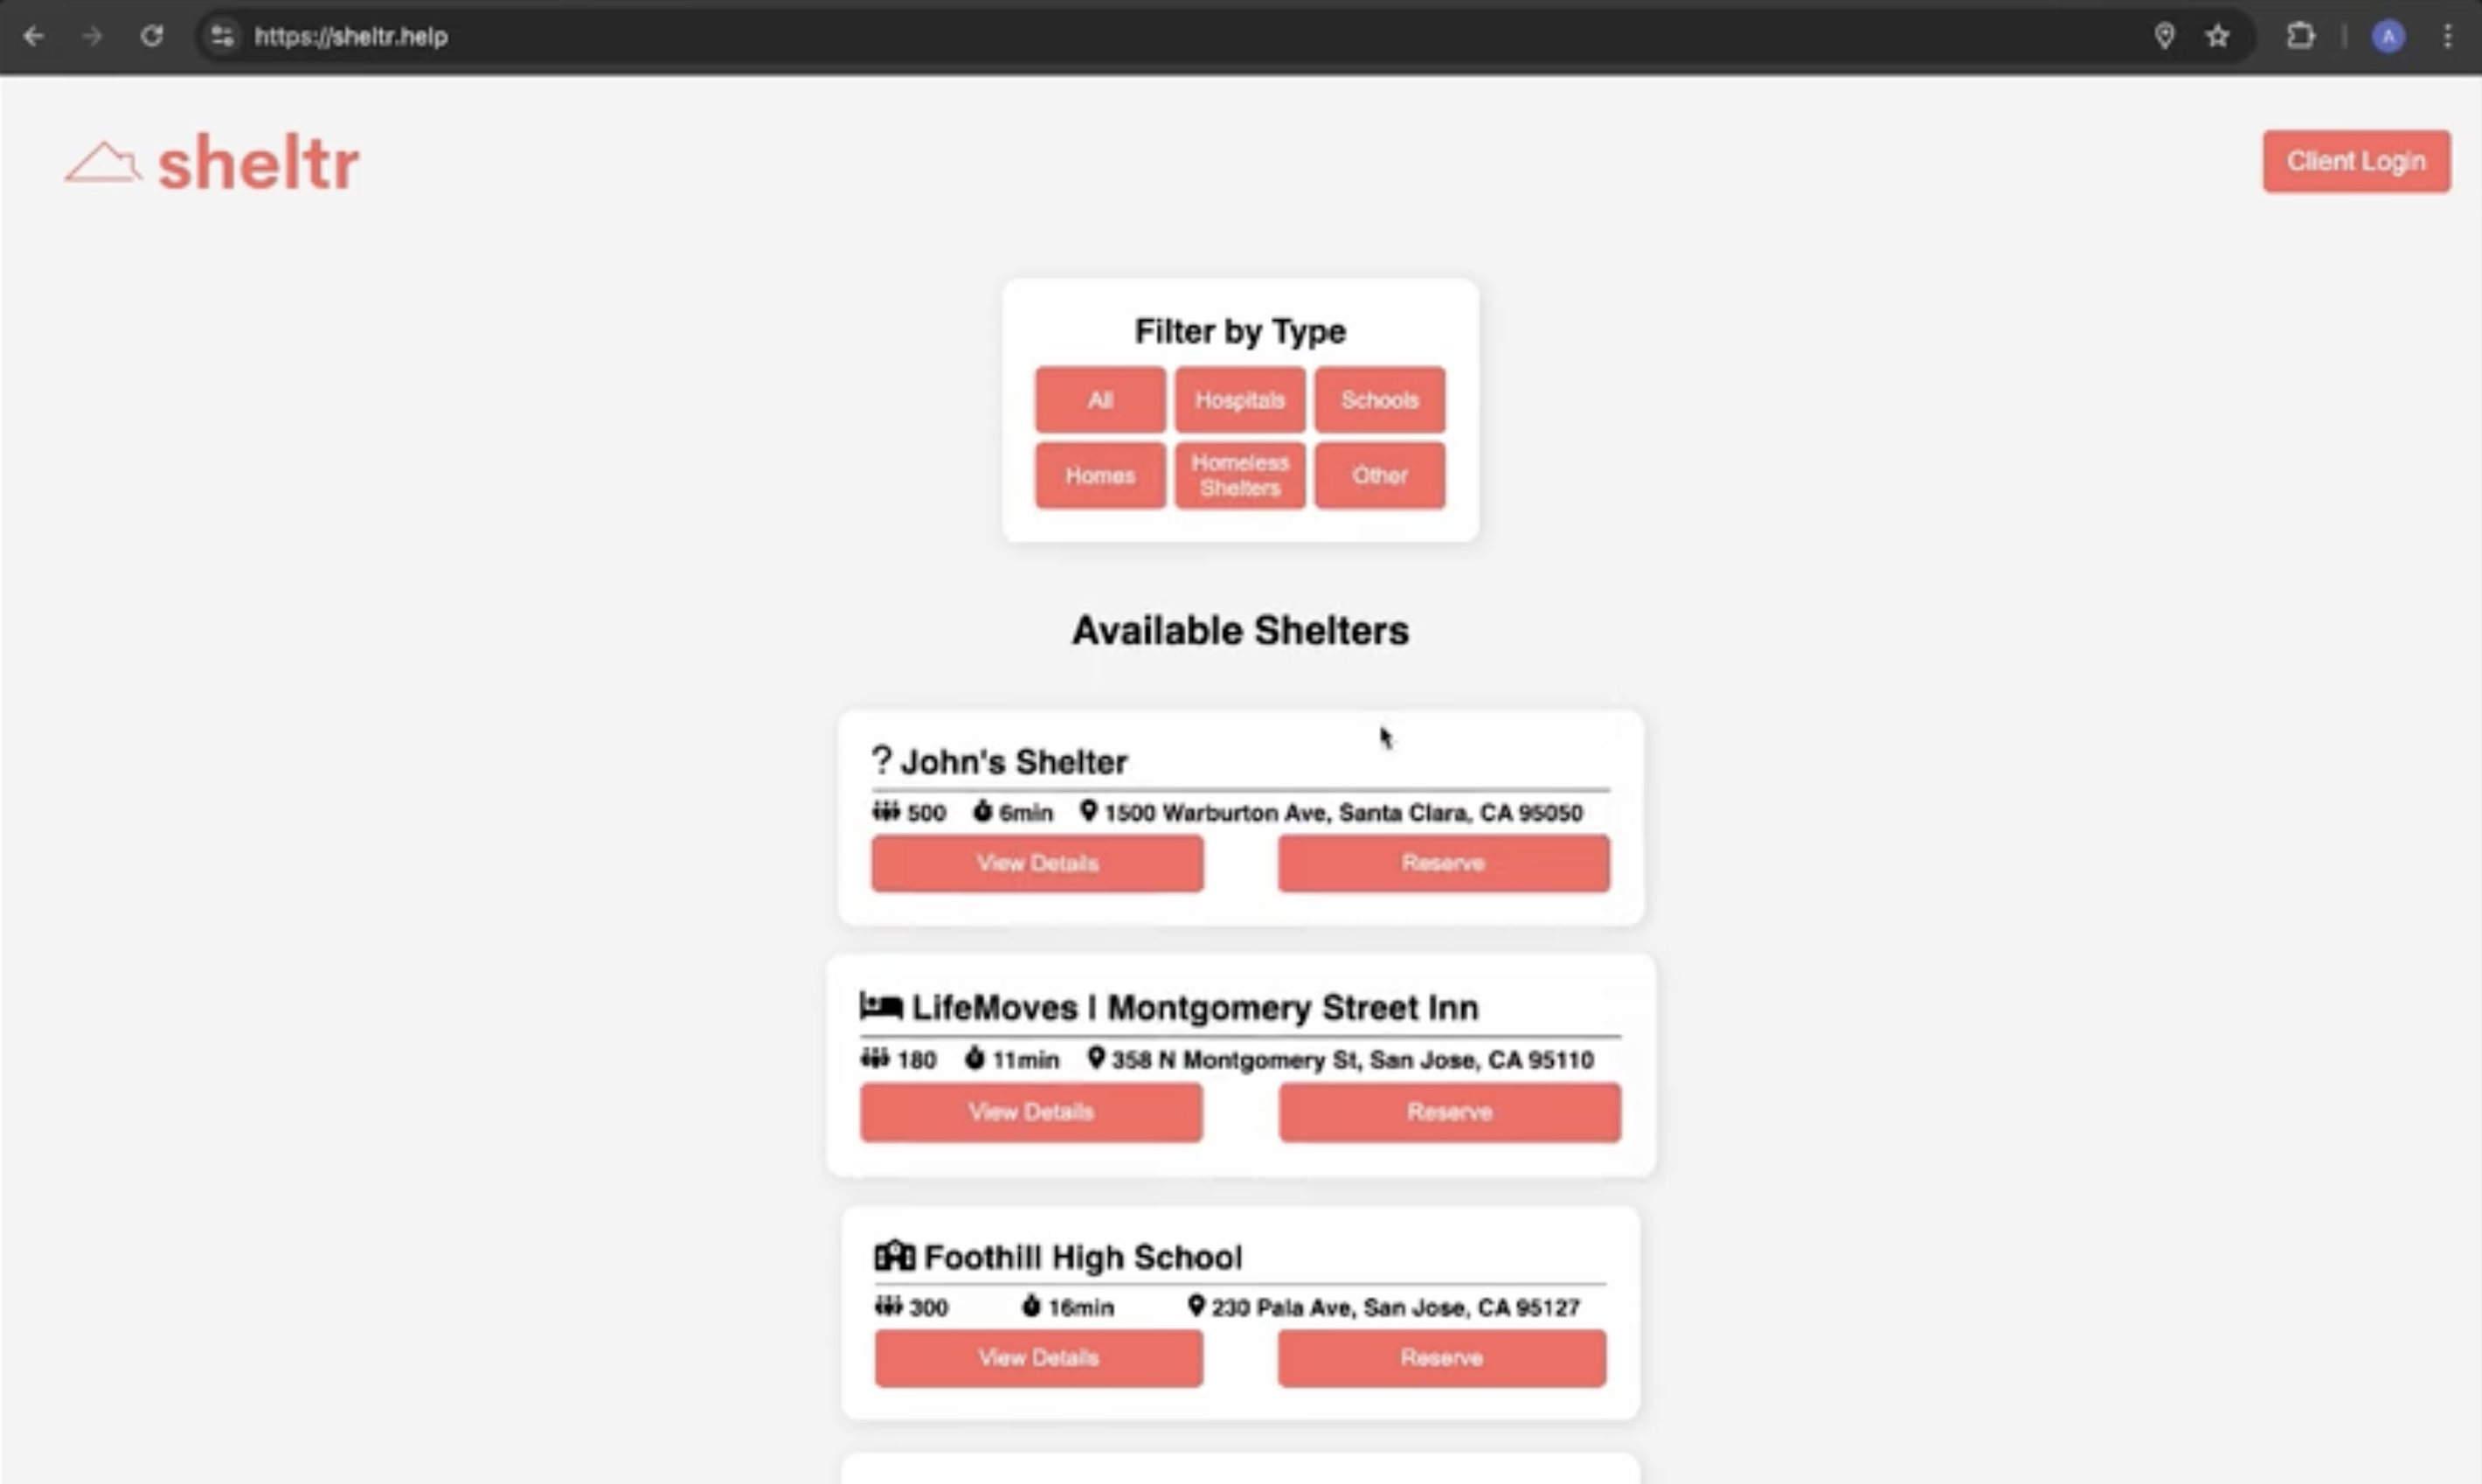 https://sheltr.help
A
sheltr
Client Login
Filter by Type
All
Hospitals
Schools
Homes
Homeless
Shelters
Other
Available Shelters
? John's Shelter
500
6min
1500 Warburton Ave, Santa Clara, CA 95050
View Details
Reserve
LifeMoves | Montgomery Street Inn
180
11min
358 N Montgomery St, San Jose, CA 95110
View Details
Reserve
Foothill High School
300
16min
230 Pala Ave, San Jose, CA 95127
View Details
Reserve